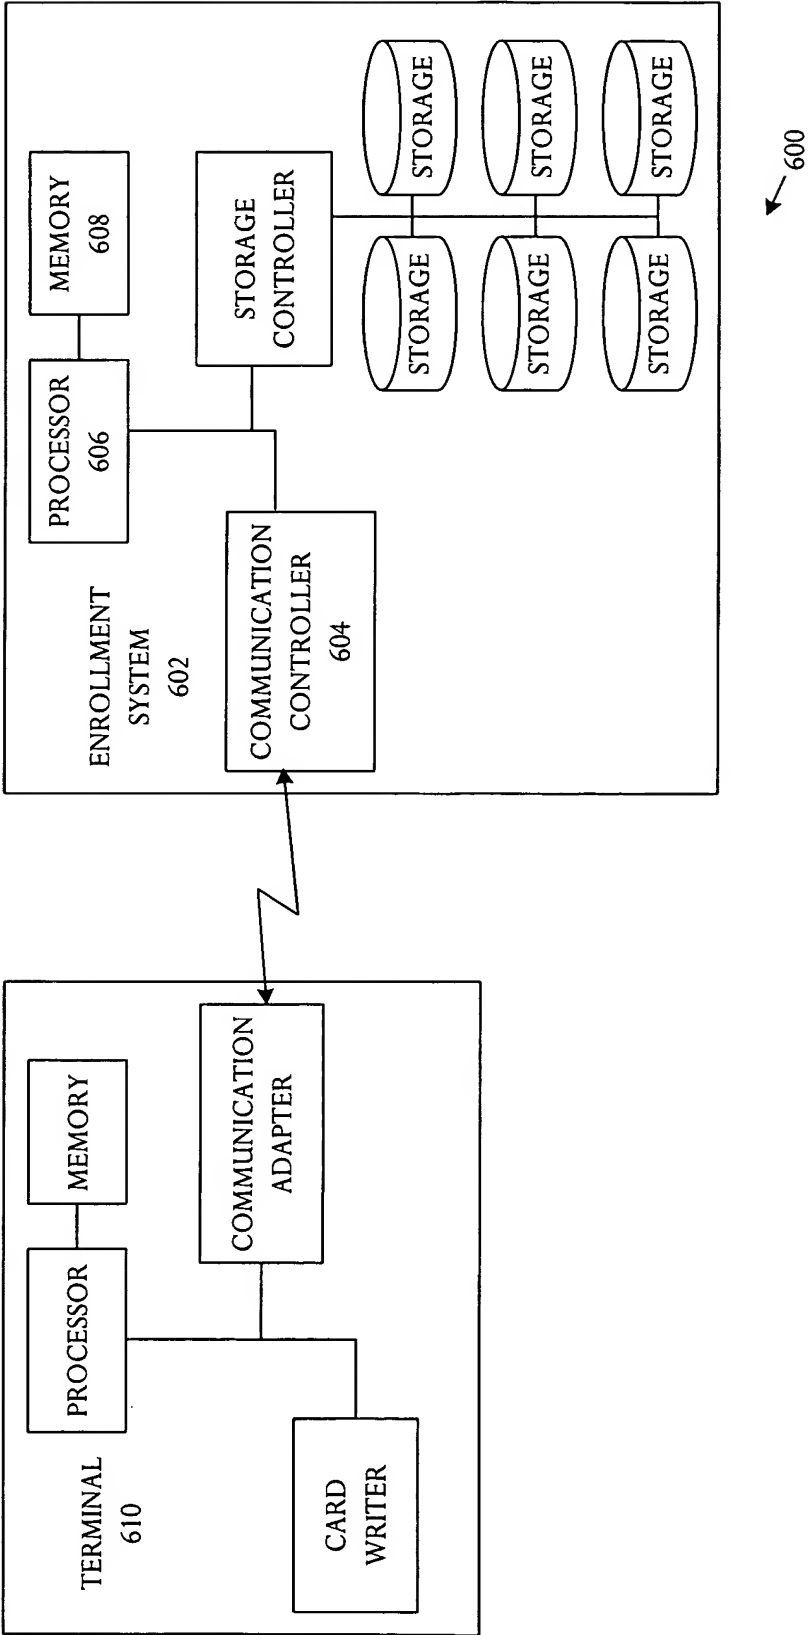 TERMINAL
610
PROCESSOR
MEMORY
CARD
WRITER
COMMUNICATION
ADAPTER
ENROLLMENT
SYSTEM
602
PROCESSOR
606
MEMORY
608
COMMUNICATION
CONTROLLER
604
STORAGE
CONTROLLER
STORAGE
STORAGE
STORAGE
STORAGE
STORAGE
STORAGE
600